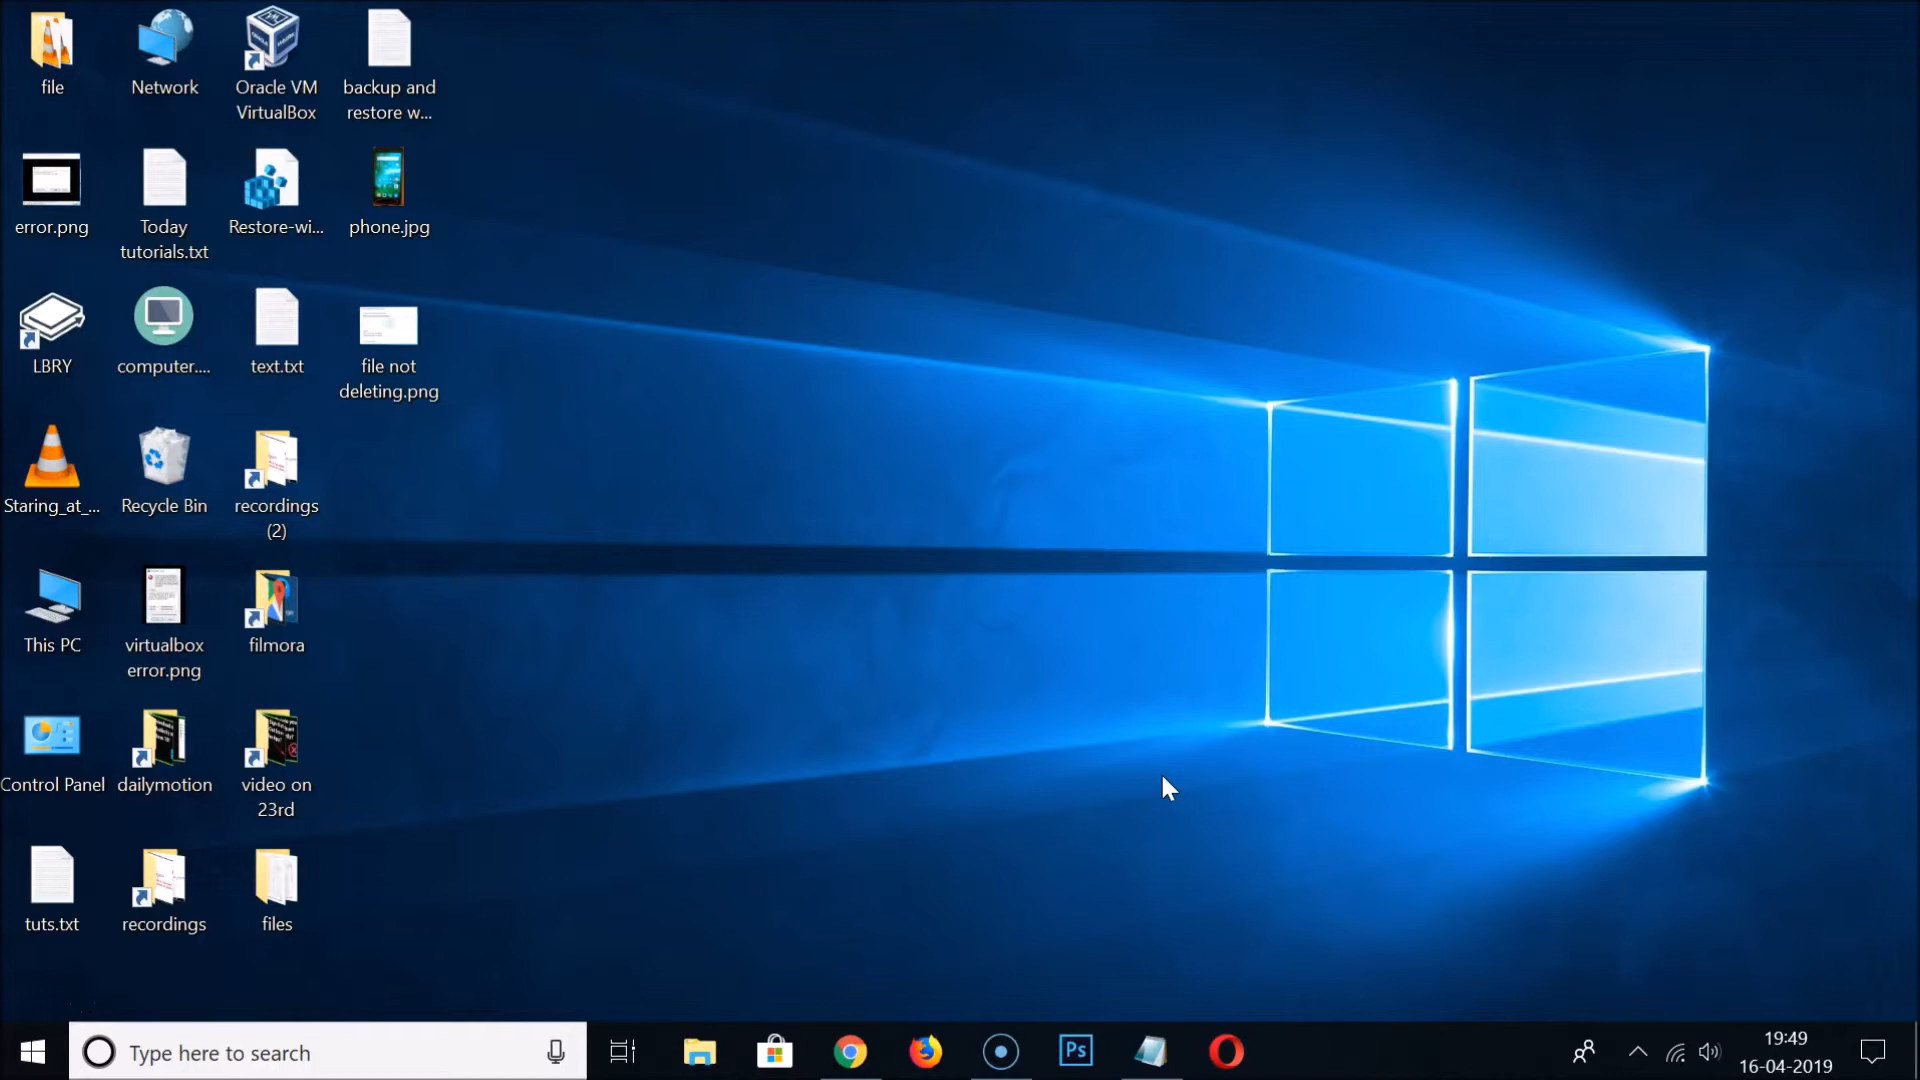 file
Network
Oracle VM
VirtualBox
backup and
restore w...
error.png
Today
tutorials.txt
Restore-wi...
phone.jpg
LBRY
computer....
text.txt
file not
deleting.png
Staring_at_...
Recycle Bin
recordings
(2)
This PC
virtualbox
error.png
filmora
Control Panel
dailymotion
video on
23rd
tuts.txt
recordings
files
Type here to search
Ps
19:49
16-04-2019